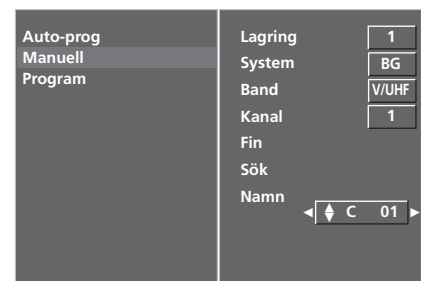 Auto-prog
Manuell
Program
Lagring 1
System BG
Band V/UHF
Kanal 1
Fin
Sök
Namn
C 01